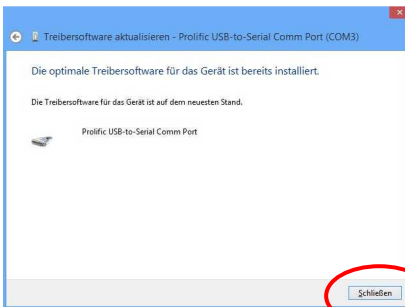 Treibersoftware aktualisieren - Prolific USB-to-Serial Comm Port (COM3)
Die optimale Treibersoftware für das Gerät ist bereits installiert.
Die Treibersoftware für das Gerät ist auf dem neuesten Stand.
Prolific USB-to-Serial Comm Port
Schließen